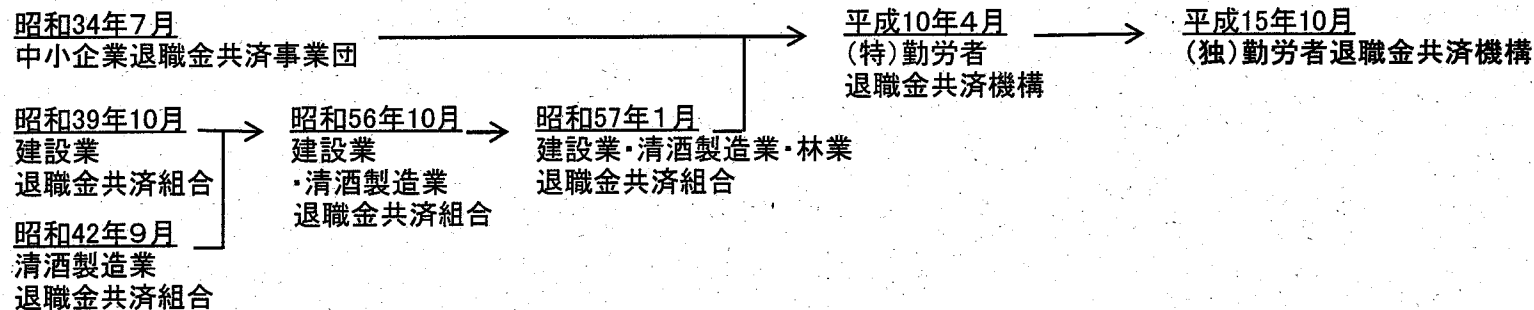 昭和34年7月
中小企業退職金共済事業団
平成10年4月
(特)勤労者
退職金共済機構
平成15年10月
(独)勤労者退職金共済機構
昭和39年10月
建設業
退職金共済組合
昭和56年10月
建設業
・清酒製造業
退職金共済組合
昭和57年1月
建設業・清酒製造業・林業
退職金共済組合
昭和42年9月
清酒製造業
退職金共済組合